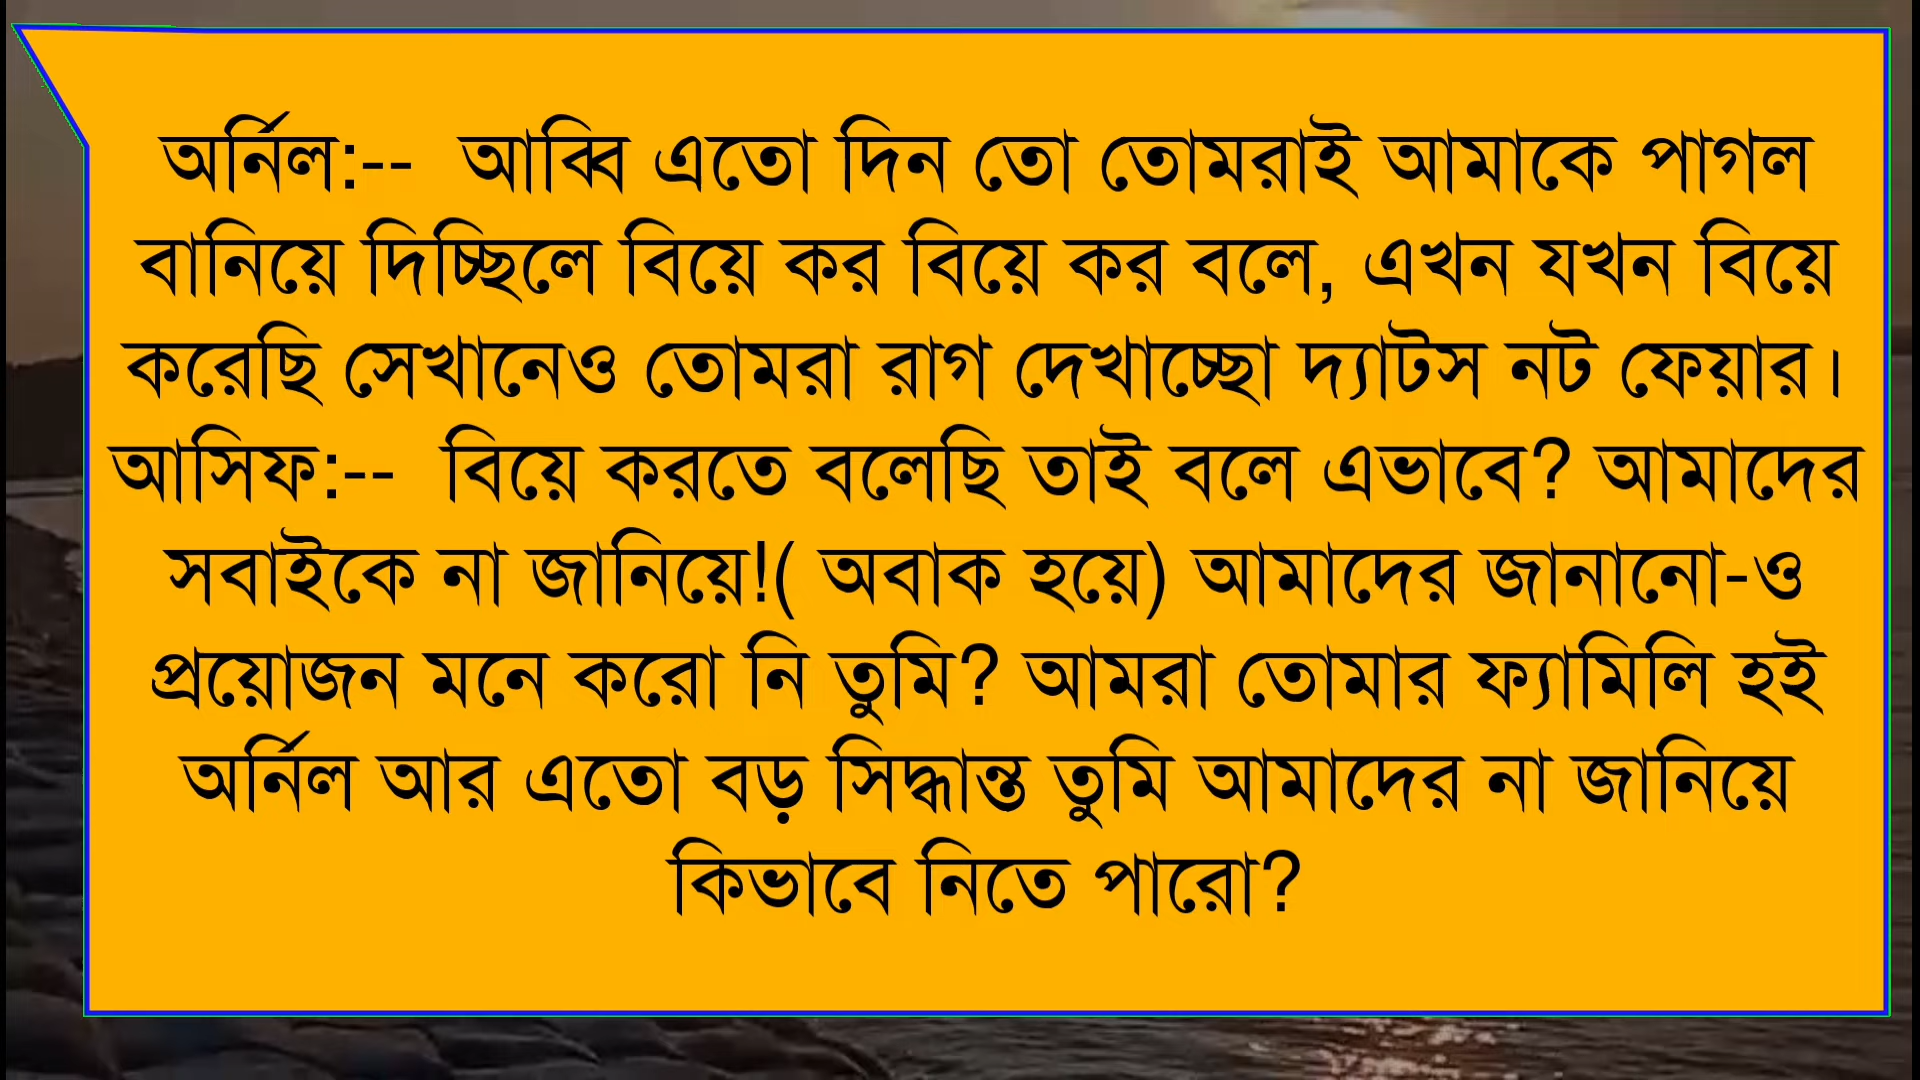 অর্নিল:-- আব্বি এতো দিন তো তোমরাই আমাকে পাগল
বানিয়ে দিচ্ছিলে বিয়ে কর বিয়ে কর বলে, এখন যখন বিয়ে
করেছি সেখানেও তোমরা রাগ দেখাচ্ছো দ্যাটস নট ফেয়ার।
আসিফ:-- বিয়ে করতে বলেছি তাই বলে এভাবে? আমাদের
সবাইকে না জানিয়ে!( অবাক হয়ে) আমাদের জানানো-ও
প্রয়োজন মনে করো নি তুমি? আমরা তোমার ফ্যামিলি হই
অর্নিল আর এতো বড় সিদ্ধান্ত তুমি আমাদের না জানিয়ে
কিভাবে নিতে পারো?